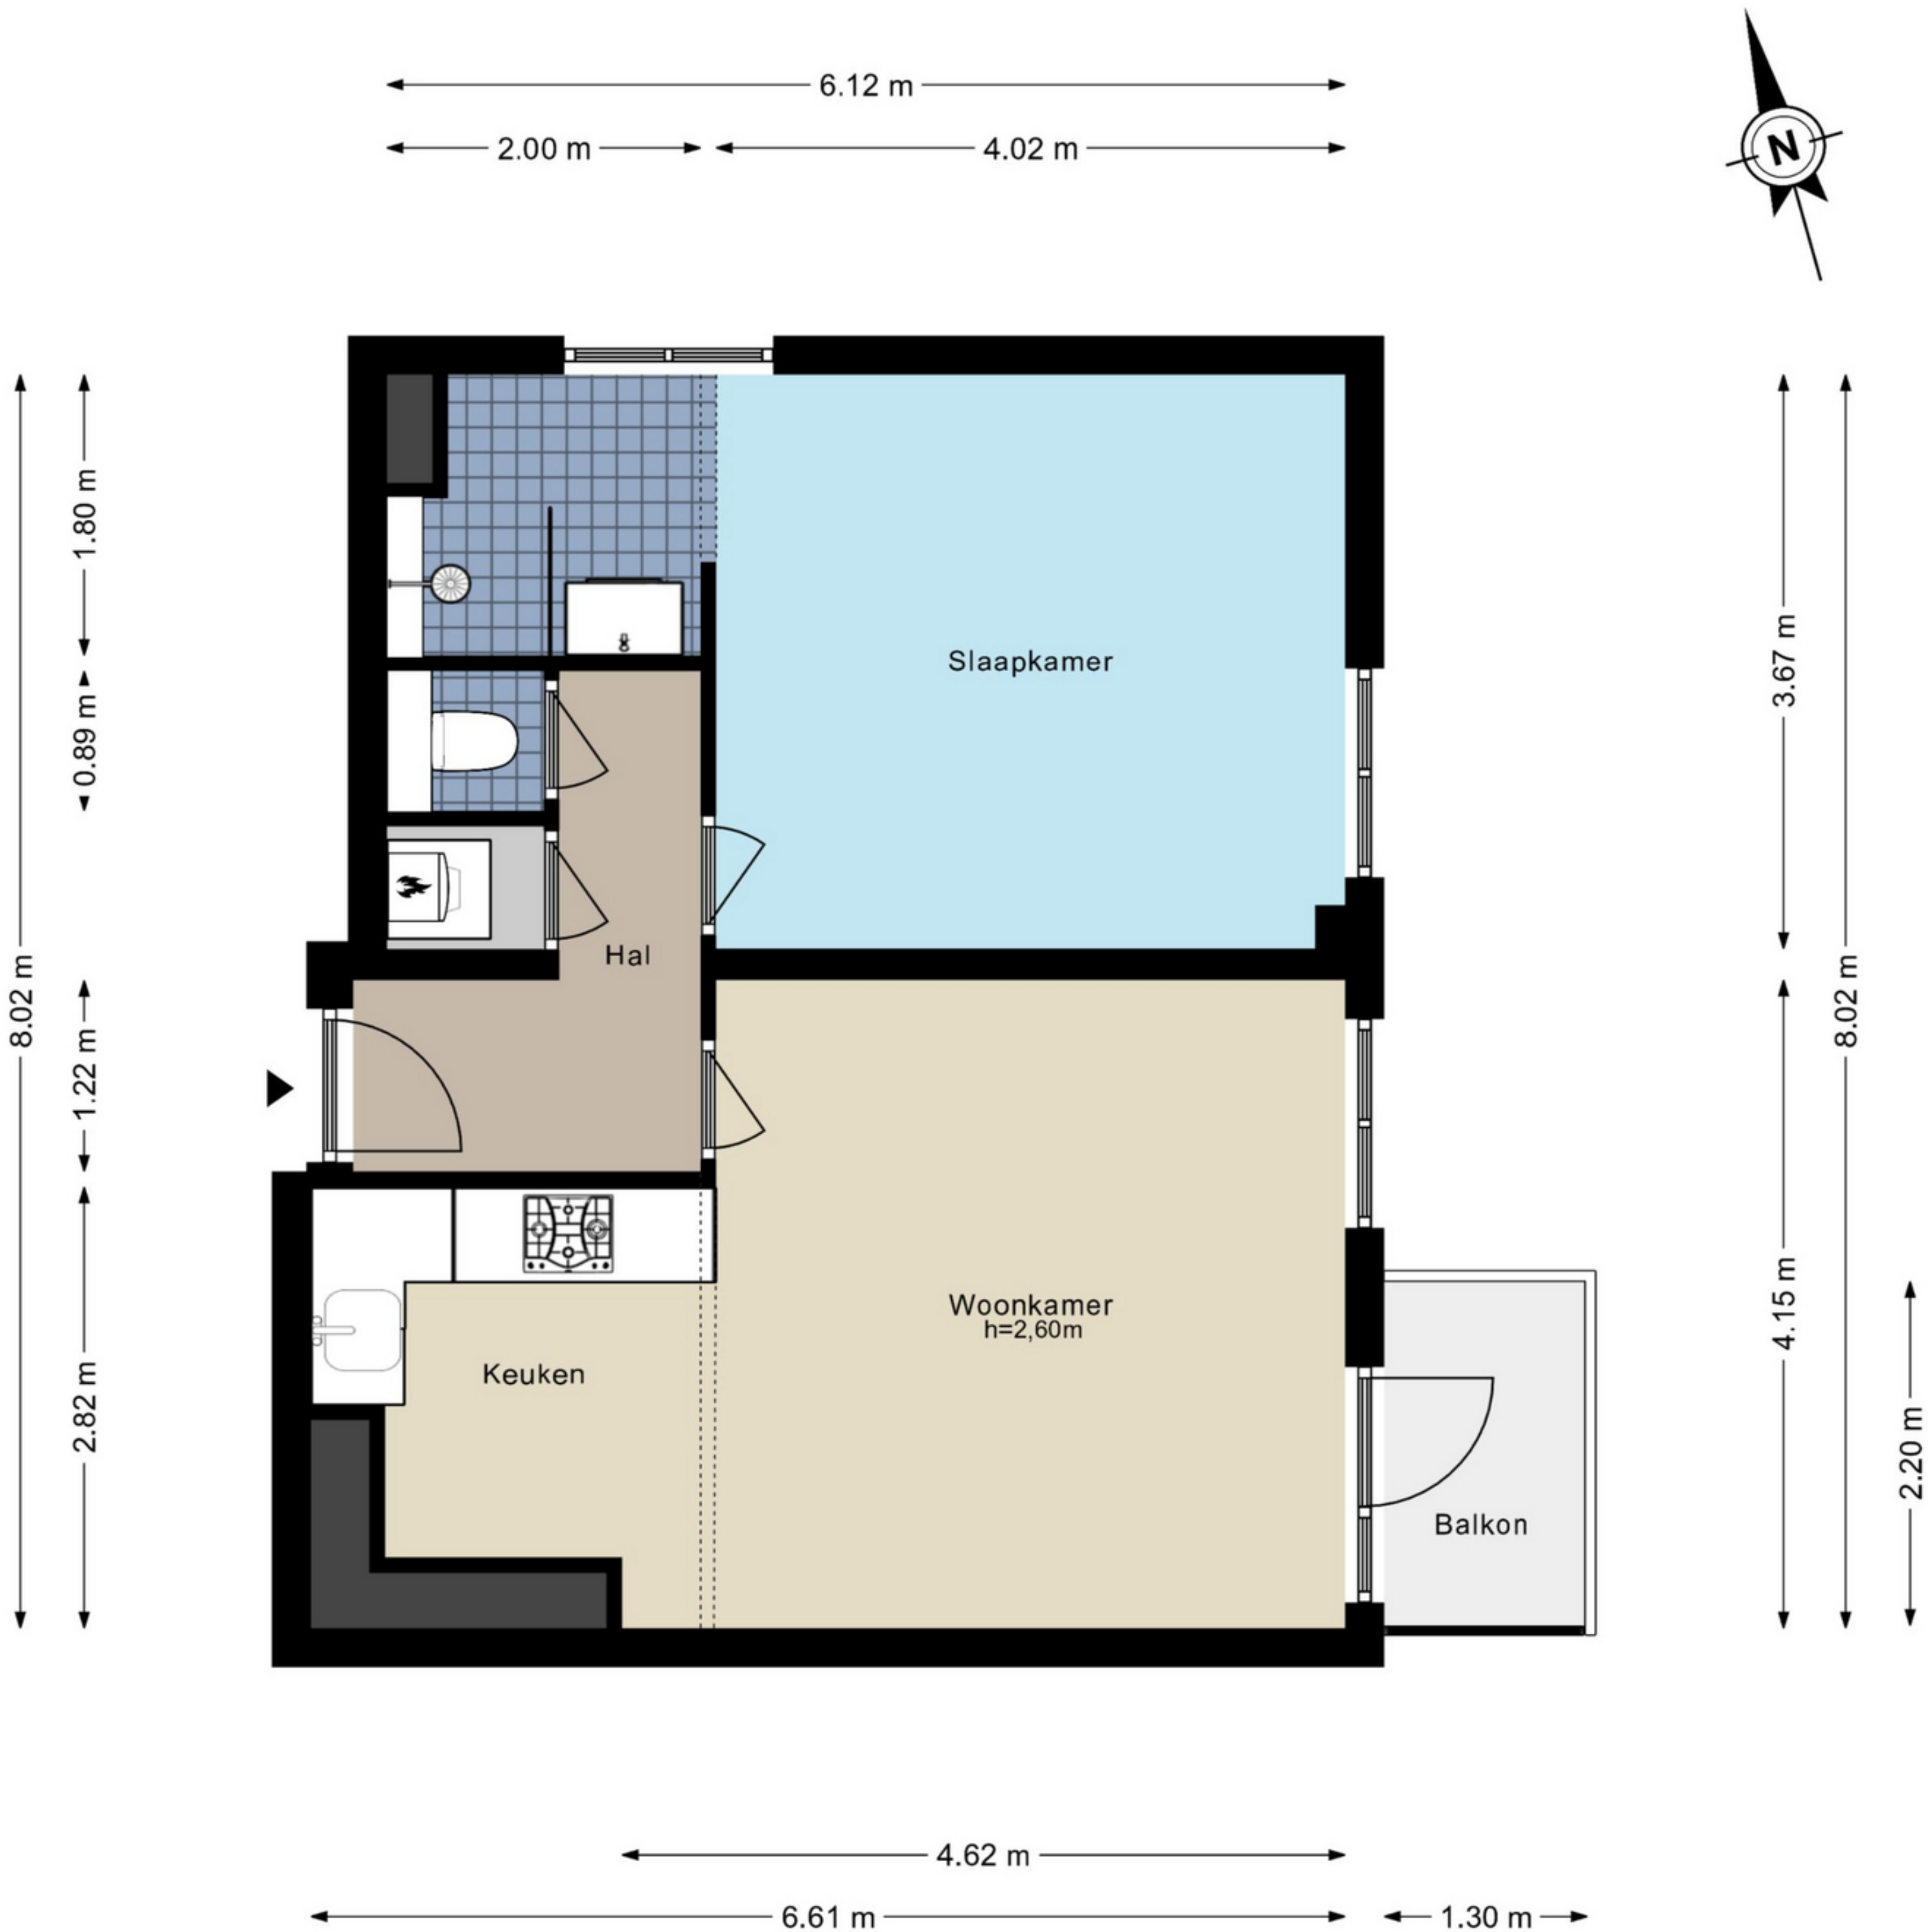 6.12 m
2.00 m
4.02 m
N
8.02 m
1.80 m
0.89 m
1.22 m
2.82 m
Slaapkamer
Hal
Woonkamer
h=2,60m
Keuken
Balkon
3.67 m
4.15 m
8.02 m
2.20 m
4.62 m
6.61 m
1.30 m